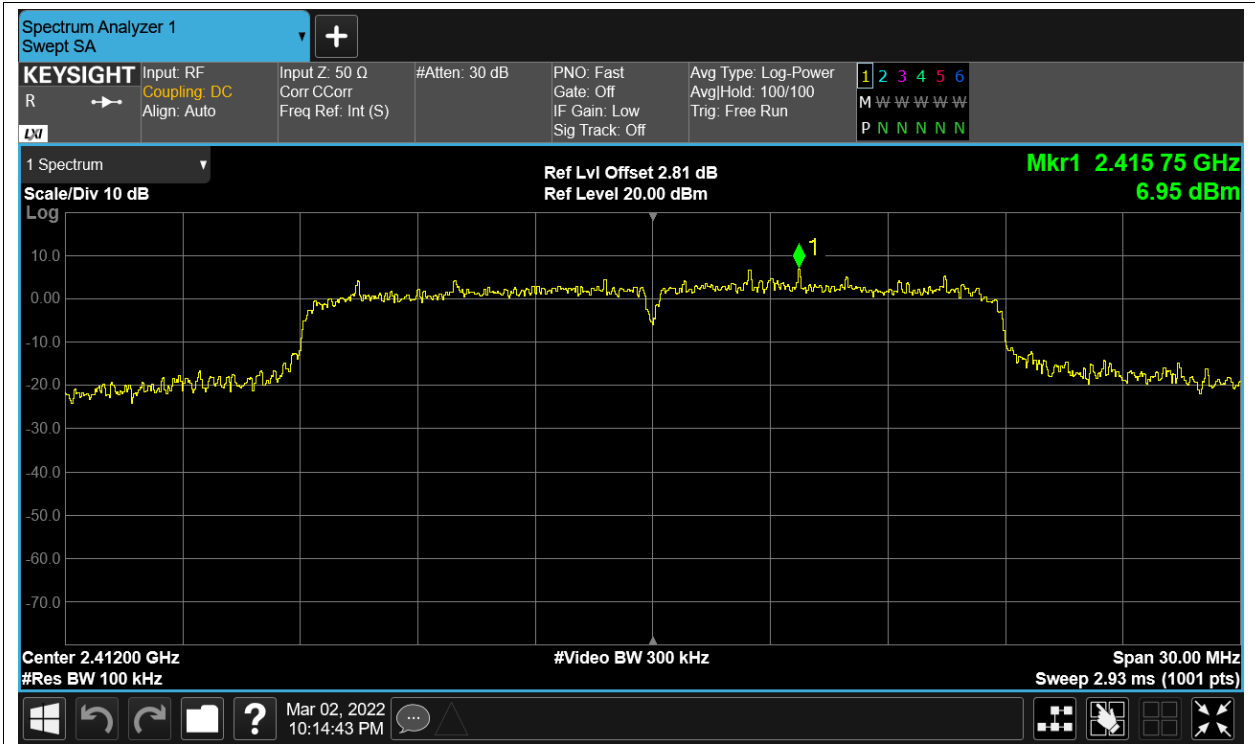 Spectrum Analyzer 1
Swept SA
KEYSIGHT
R
LXI
Input: RF
Coupling: DC
Align: Auto
Input Z: 50 Ω
Corr CCorr
Freq Ref: Int (S)
#Atten: 30 dB
PNO: Fast
Gate: Off
IF Gain: Low
Sig Track: Off
Avg Type: Log-Power
Avg|Hold: 100/100
Trig: Free Run
1 2 3 4 5 6
M W W W W W W
P N N N N N N
1 Spectrum
Scale/Div 10 dB
Log
Ref Lvl Offset 2.81 dB
Ref Level 20.00 dBm
Mkr1 2.415 75 GHz
6.95 dBm
1
10.0
0.00
-10.0
-20.0
-30.0
-40.0
-50.0
-60.0
-70.0
Center 2.41200 GHz
#Res BW 100 kHz
#Video BW 300 kHz
Span 30.00 MHz
Sweep 2.93 ms (1001 pts)
?
Mar 02, 2022
10:14:43 PM